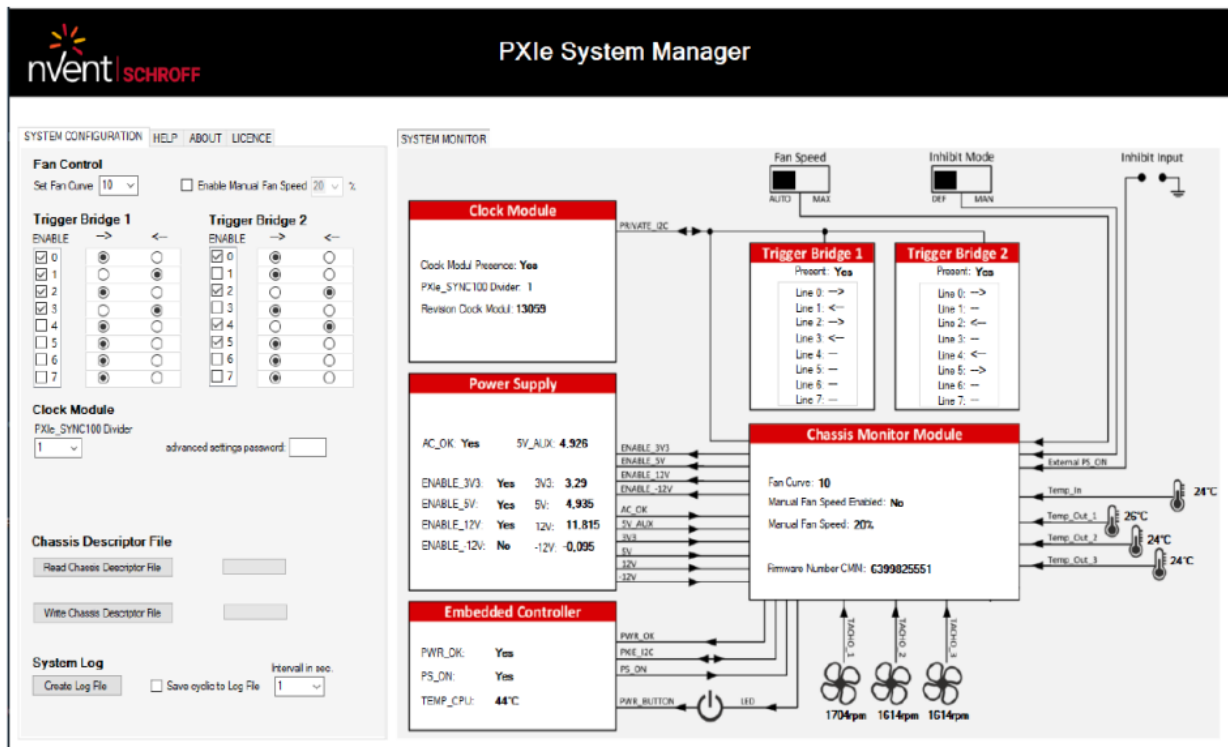 PXIe System Manager
nvent SCHROFF
SYSTEM CONFIGURATION HELP ABOUT LICENCE
Fan Control
Set Fan Curve 10 Enable Manual Fan Speed 20 %
Trigger Bridge 1 Trigger Bridge 2
ENABLE --> <-- ENABLE --> <--
0 0
1 1
2 2
3 3
4 4
5 5
6 6
7 7
Clock Module
PXIe_SYNC100 Divider
1 advanced settings password:
Chassis Descriptor File
Read Chassis Descriptor File
Write Chassis Descriptor File
System Log
Intervall in sec.
Create Log File Save cyclic to Log File 1
SYSTEM MONITOR
Fan Speed Inhibit Mode Inhibit Input
AUTO MAX DEF MAN
Clock Module
Clock Modul Presence: Yes
PXIe_SYNC100 Divider: 1
Revision Clock Modul: 13059
PRIVATE_I2C
Trigger Bridge 1
Present: Yes
Line 0: -->
Line 1: <--
Line 2: -->
Line 3: <--
Line 4: --
Line 5: --
Line 6: --
Line 7: --
Trigger Bridge 2
Present: Yes
Line 0: -->
Line 1: --
Line 2: <--
Line 3: --
Line 4: <--
Line 5: -->
Line 6: --
Line 7: --
Power Supply
AC_OK: Yes 5V_AUX: 4.926
ENABLE_3V3: Yes 3V3: 3.29
ENABLE_5V: Yes 5V: 4,935
ENABLE_12V: Yes 12V: 11.815
ENABLE_-12V: No -12V: -0,095
ENABLE_3V3
ENABLE_5V
ENABLE_12V
ENABLE_-12V
AC_OK
5V_AUX
3V3
5V
12V
-12V
Chassis Monitor Module
Fan Curve: 10
Manual Fan Speed Enabled: No
Manual Fan Speed: 20%
Firmware Number CMM: 6399825551
External PS_ON
Temp_In 24°C
Temp_Out_1 26°C
Temp_Out_2 24°C
Temp_Out_3 24°C
Embedded Controller
PWR_OK: Yes
PS_ON: Yes
TEMP_CPU: 44°C
PWR_OK
PXIE_I2C
PS_ON
PWR_BUTTON LED
TACHO_1 TACHO_2 TACHO_3
1704rpm 1614rpm 1614rpm